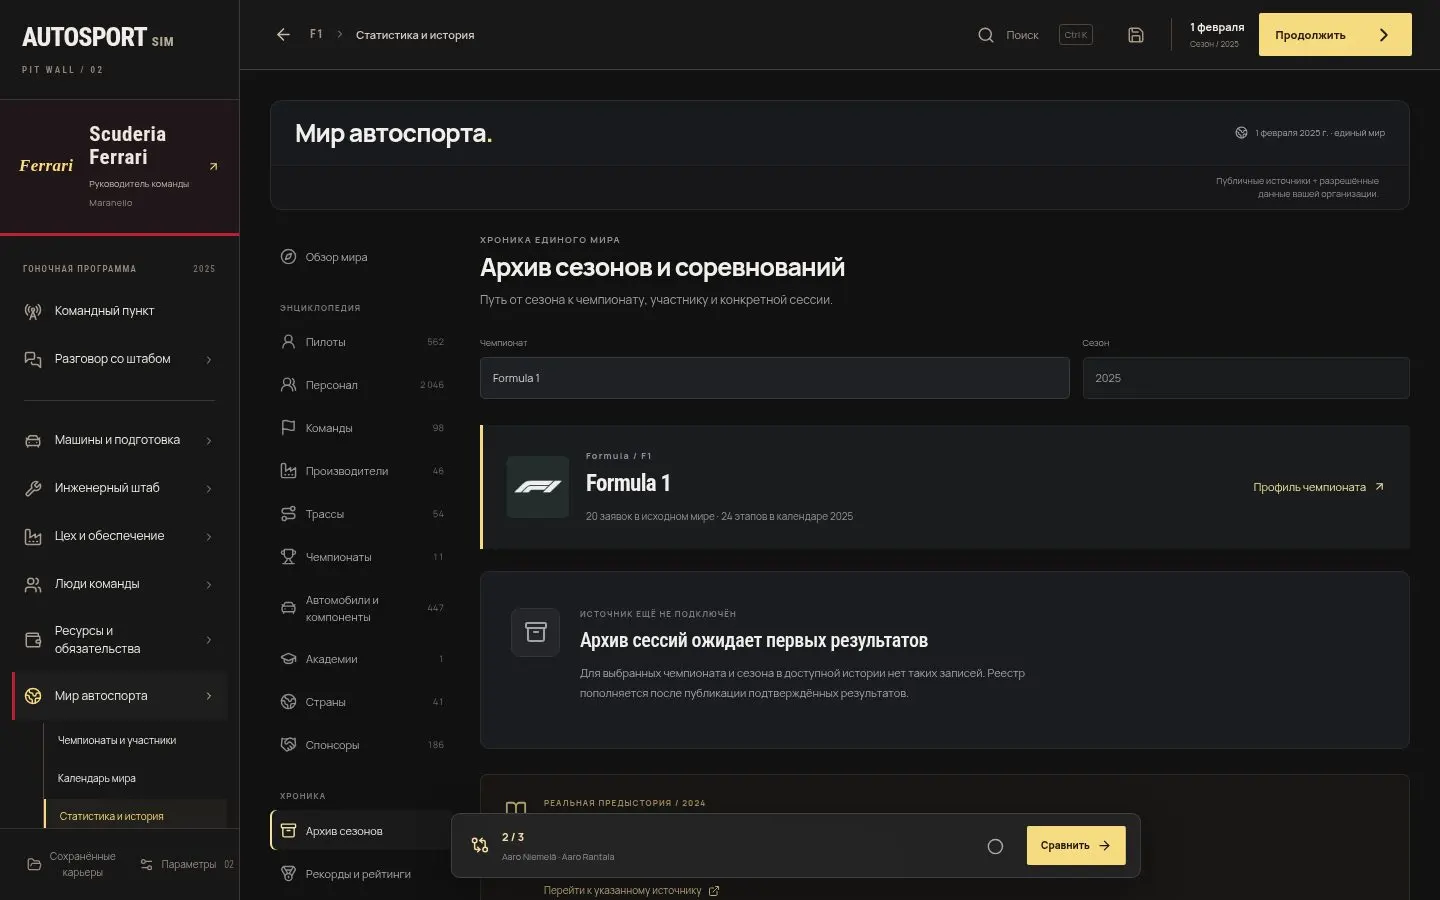 AUTOSPORT SIM
PIT WALL / 02
Ferrari
Scuderia
Ferrari
Руководитель команды
Maranello
ГОНОЧНАЯ ПРОГРАММА 2025
Командный пункт
Разговор со штабом
Машины и подготовка
Инженерный штаб
Цех и обеспечение
Люди команды
Ресурсы и
обязательства
Мир автоспорта
Чемпионаты и участники
Календарь мира
Статистика и история
Сохранённые
карьеры
Параметры 02
F1 Статистика и история
Поиск Ctrl K
1 февраля
Сезон / 2025
Продолжить
Мир автоспорта.
1 февраля 2025 г. · единый мир
Публичные источники + разрешённые
данные вашей организации.
Обзор мира
ЭНЦИКЛОПЕДИЯ
Пилоты 562
Персонал 2 046
Команды 98
Производители 46
Трассы 54
Чемпионаты 11
Автомобили и
компоненты 447
Академии 1
Страны 41
Спонсоры 186
ХРОНИКА
Архив сезонов
Рекорды и рейтинги
ХРОНИКА ЕДИНОГО МИРА
Архив сезонов и соревнований
Путь от сезона к чемпионату, участнику и конкретной сессии.
Чемпионат
Formula 1
Сезон
2025
Formula / F1
Formula 1
20 заявок в исходном мире · 24 этапов в календаре 2025
Профиль чемпионата
ИСТОЧНИК ЕЩЁ НЕ ПОДКЛЮЧЁН
Архив сессий ожидает первых результатов
Для выбранных чемпионата и сезона в доступной истории нет таких записей. Реестр
пополняется после публикации подтверждённых результатов.
РЕАЛЬНАЯ ПРЕДЫСТОРИЯ / 2024
2 / 3
Aaro Niemelä · Aaro Rantala
Сравнить
Перейти к указанному источнику